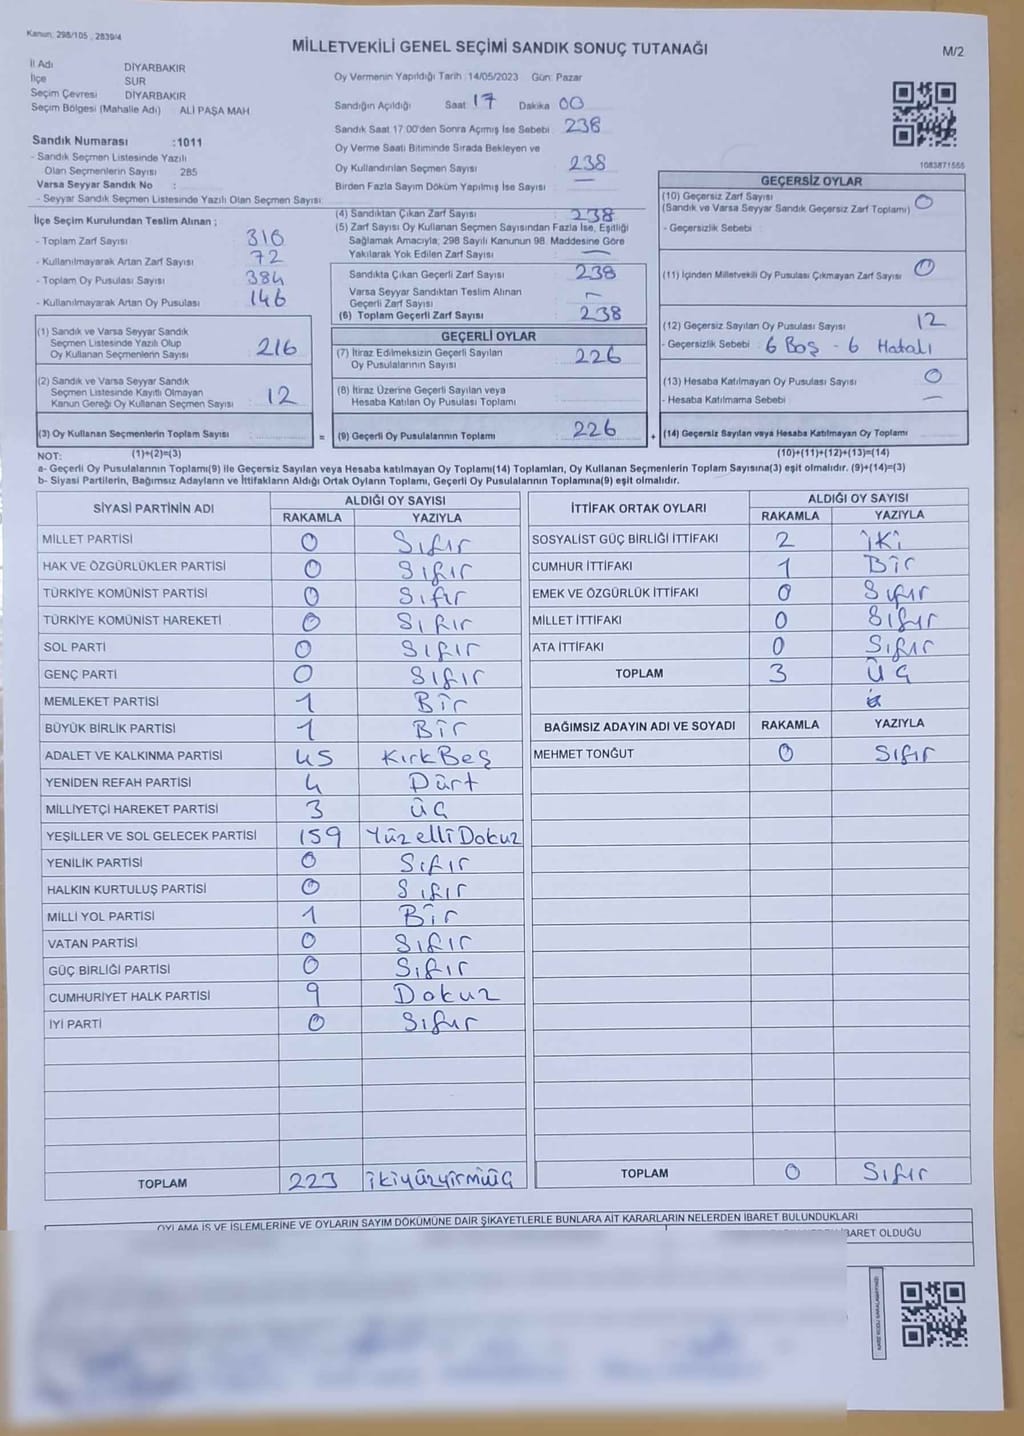 Kanun: 298/105 , 2839/4
MİLLETVEKİLİ GENEL SEÇİMİ SANDIK SONUÇ TUTANAĞI
M/2
İl Adı DİYARBAKIR
İlçe SUR
Seçim Çevresi DİYARBAKIR
Seçim Bölgesi (Mahalle Adı) ALİ PAŞA MAH
Sandık Numarası :1011
- Sandık Seçmen Listesinde Yazılı
Olan Seçmenlerin Sayısı 285
Varsa Seyyar Sandık No :
- Seyyar Sandık Seçmen Listesinde Yazılı Olan Seçmen Sayısı:
Oy Vermenin Yapıldığı Tarih :14/05/2023 Gün: Pazar
Sandığın Açıldığı Saat 17 Dakika 00
Sandık Saat 17.00'den Sonra Açımış İse Sebebi 238
Oy Verme Saati Bitiminde Sırada Bekleyen ve
Oy Kullandırılan Seçmen Sayısı 238
Birden Fazla Sayım Döküm Yapılmış İse Sayısı —
1083871555
İlçe Seçim Kurulundan Teslim Alınan ;
- Toplam Zarf Sayısı 316
- Kullanılmayarak Artan Zarf Sayısı 72
- Toplam Oy Pusulası Sayısı 384
- Kullanılmayarak Artan Oy Pusulası 146
(1) Sandık ve Varsa Seyyar Sandık
Seçmen Listesinde Yazılı Olup
Oy Kullanan Seçmenlerin Sayısı 216
(2) Sandık ve Varsa Seyyar Sandık
Seçmen Listesinde Kayıtlı Olmayan
Kanun Gereği Oy Kullanan Seçmen Sayısı 12
(3) Oy Kullanan Seçmenlerin Toplam Sayısı =
(4) Sandıktan Çıkan Zarf Sayısı 238
(5) Zarf Sayısı Oy Kullanan Seçmen Sayısından Fazla İse, Eşitliği
Sağlamak Amacıyla; 298 Sayılı Kanunun 98. Maddesine Göre
Yakılarak Yok Edilen Zarf Sayısı —
Sandıkta Çıkan Geçerli Zarf Sayısı 238
Varsa Seyyar Sandıktan Teslim Alınan
Geçerli Zarf Sayısı —
(6) Toplam Geçerli Zarf Sayısı 238
GEÇERLİ OYLAR
(7) İtiraz Edilmeksizin Geçerli Sayılan
Oy Pusulalarının Sayısı 226
(8) İtiraz Üzerine Geçerli Sayılan veya
Hesaba Katılan Oy Pusulası Toplamı
(9) Geçerli Oy Pusulalarının Toplamı 226 +
GEÇERSİZ OYLAR
(10) Geçersiz Zarf Sayısı 0
(Sandık ve Varsa Seyyar Sandık Geçersiz Zarf Toplamı)
- Geçersizlik Sebebi
(11) İçinden Milletvekili Oy Pusulası Çıkmayan Zarf Sayısı 0
(12) Geçersiz Sayılan Oy Pusulası Sayısı 12
- Geçersizlik Sebebi : 6 Boş - 6 Hatalı
(13) Hesaba Katılmayan Oy Pusulası Sayısı 0
- Hesaba Katılmama Sebebi —
(14) Geçersiz Sayılan veya Hesaba Katılmayan Oy Toplamı
NOT: (1)+(2)=(3) (10)+(11)+(12)+(13)=(14)
a- Geçerli Oy Pusulalarının Toplamı(9) ile Geçersiz Sayılan veya Hesaba katılmayan Oy Toplamı(14) Toplamları, Oy Kullanan Seçmenlerin Toplam Sayısına(3) eşit olmalıdır. (9)+(14)=(3)
b- Siyasi Partilerin, Bağımsız Adayların ve İttifakların Aldığı Ortak Oyların Toplamı, Geçerli Oy Pusulalarının Toplamına(9) eşit olmalıdır.
SİYASİ PARTİNİN ADI ALDIĞI OY SAYISI
RAKAMLA YAZIYLA
MİLLET PARTİSİ 0 Sıfır
HAK VE ÖZGÜRLÜKLER PARTİSİ 0 Sıfır
TÜRKİYE KOMÜNİST PARTİSİ 0 Sıfır
TÜRKİYE KOMÜNİST HAREKETİ 0 Sıfır
SOL PARTİ 0 Sıfır
GENÇ PARTİ 0 Sıfır
MEMLEKET PARTİSİ 1 Bir
BÜYÜK BİRLİK PARTİSİ 1 Bir
ADALET VE KALKINMA PARTİSİ 45 KırkBeş
YENİDEN REFAH PARTİSİ 4 Dört
MİLLİYETÇİ HAREKET PARTİSİ 3 üç
YEŞİLLER VE SOL GELECEK PARTİSİ 159 YüzelliDokuz
YENİLİK PARTİSİ 0 Sıfır
HALKIN KURTULUŞ PARTİSİ 0 Sıfır
MİLLİ YOL PARTİSİ 1 Bir
VATAN PARTİSİ 0 Sıfır
GÜÇ BİRLİĞİ PARTİSİ 0 Sıfır
CUMHURİYET HALK PARTİSİ 9 Dokuz
İYİ PARTİ 0 Sıfır
TOPLAM 223 ikiyüzyirmiüç
İTTİFAK ORTAK OYLARI ALDIĞI OY SAYISI
RAKAMLA YAZIYLA
SOSYALİST GÜÇ BİRLİĞİ İTTİFAKI 2 İki
CUMHUR İTTİFAKI 1 Bir
EMEK VE ÖZGÜRLÜK İTTİFAKI 0 Sıfır
MİLLET İTTİFAKI 0 Sıfır
ATA İTTİFAKI 0 Sıfır
TOPLAM 3 üç
BAĞIMSIZ ADAYIN ADI VE SOYADI RAKAMLA YAZIYLA
MEHMET TONĞUT 0 Sıfır
TOPLAM 0 Sıfır
OYLAMA İŞ VE İŞLEMLERİNE VE OYLARIN SAYIM DÖKÜMÜNE DAİR ŞİKAYETLERLE BUNLARA AİT KARARLARIN NELERDEN İBARET BULUNDUKLARI
İBARET OLDUĞU